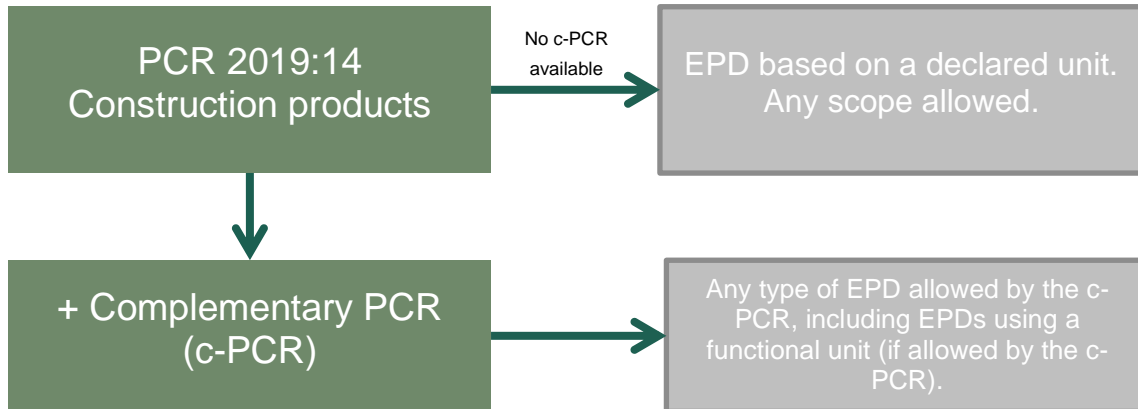 PCR 2019:14
Construction products
No c-PCR
available
EPD based on a declared unit.
Any scope allowed.
+ Complementary PCR
(c-PCR)
Any type of EPD allowed by the c-
PCR, including EPDs using a
functional unit (if allowed by the c-
PCR).